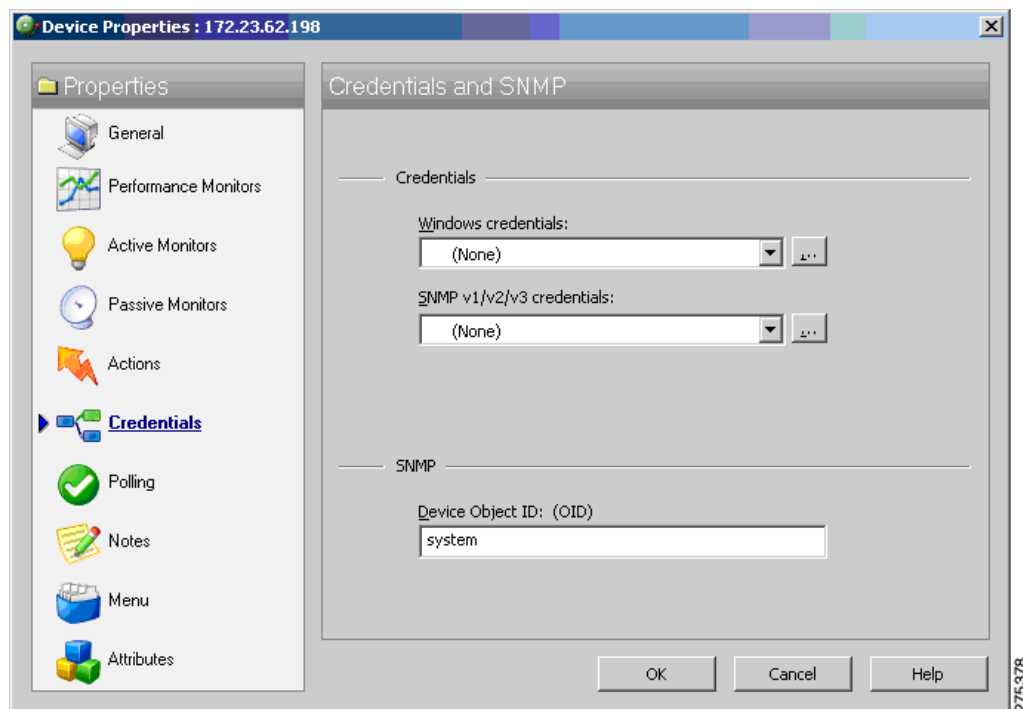 Device Properties : 172.23.62.198
Properties
General
Performance Monitors
Active Monitors
Passive Monitors
Actions
Credentials
Polling
Notes
Menu
Attributes
Credentials and SNMP
Credentials
Windows credentials:
(None)
...
SNMP v1/v2/v3 credentials:
(None)
...
SNMP
Device Object ID: (OID)
system
OK
Cancel
Help
275378